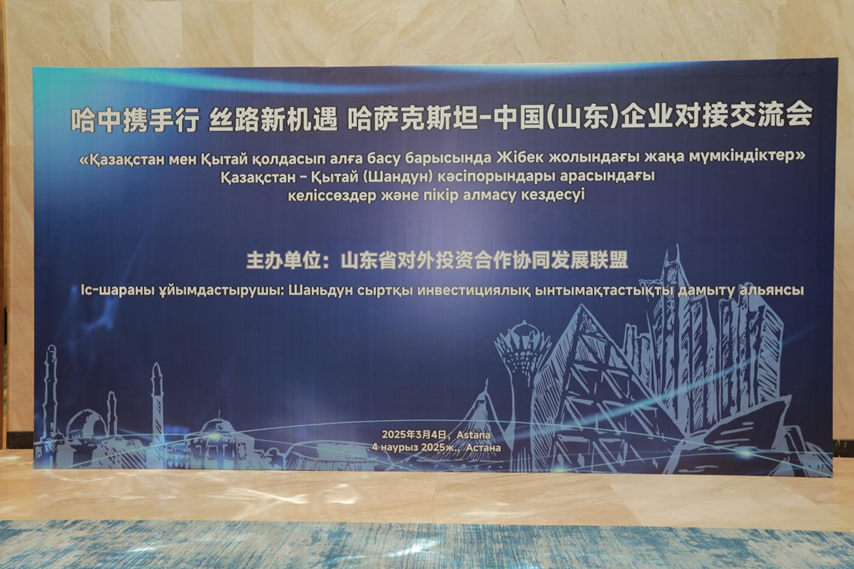 哈中携手行 丝路新机遇 哈萨克斯坦-中国(山东)企业对接交流会
«Қазақстан мен Қытай қолдасып алға басу барысында Жібек жолындағы жаңа мүмкіндіктер»
Қазақстан – Қытай (Шандун) кәсіпорындары арасындағы
келіссөздер және пікір алмасу кездесуі
主办单位：山东省对外投资合作协同发展联盟
Іс-шараны ұйымдастырушы: Шаньдун сыртқы инвестициялық ынтымақтастықты дамыту альянсы
2025年3月4日，Astana
4 наурыз 2025ж., Астана